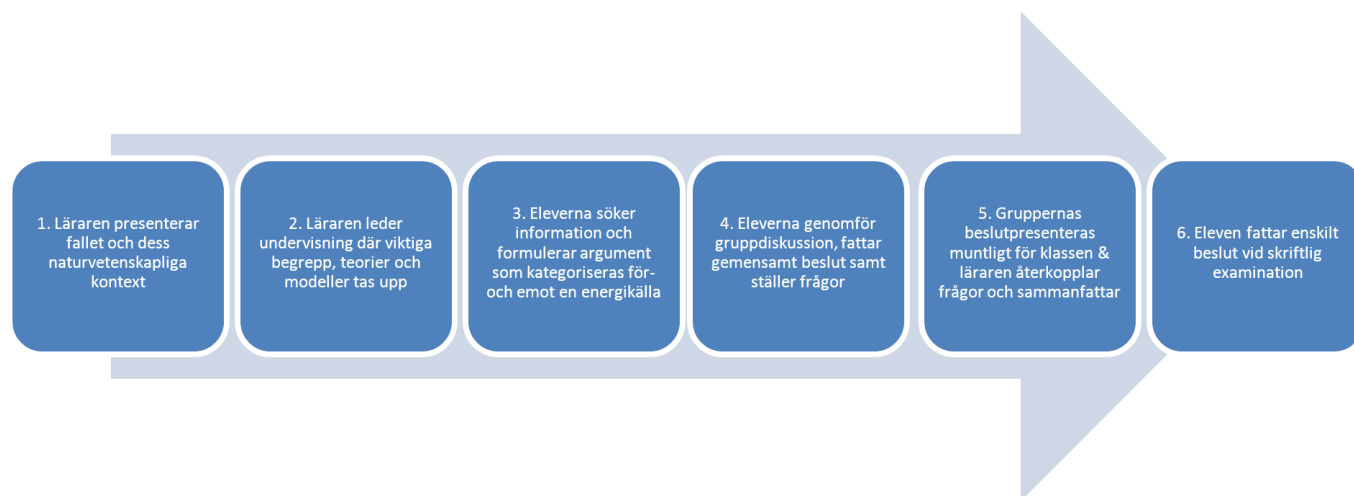 1. Läraren presenterar
fallet och dess
naturvetenskapliga
kontext
2. Läraren leder
undervisning där viktiga
begrepp, teorier och
modeller tas upp
3. Eleverna söker
information och
formulerar argument
som kategoriseras för-
och emot en energikälla
4. Eleverna genomför
gruppdiskussion, fattar
gemensamt beslut samt
ställer frågor
5. Gruppernas
beslutpresenteras
muntligt för klassen &
läraren återkopplar
frågor och sammanfattar
6. Eleven fattar enskilt
beslut vid skriftlig
examination